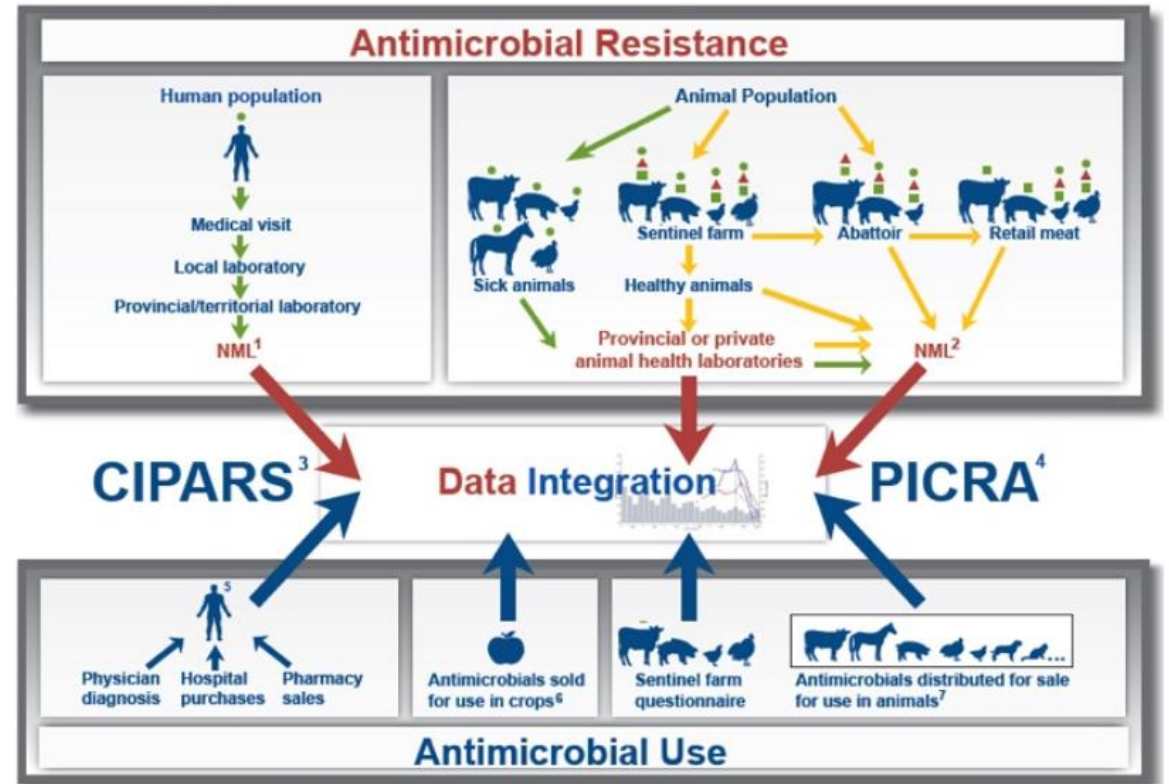 Antimicrobial Resistance
Human population
Medical visit
Local laboratory
Provincial/territorial laboratory
NML1
Animal Population
Sick animals
Sentinel farm
Abattoir
Retail meat
Healthy animals
Provincial or private
animal health laboratories
NML2
CIPARS3
Data Integration
PICRA4
5
Physician
diagnosis
Hospital
purchases
Pharmacy
sales
Antimicrobials sold
for use in crops6
Sentinel farm
questionnaire
...
Antimicrobials distributed for sale
for use in animals7
Antimicrobial Use